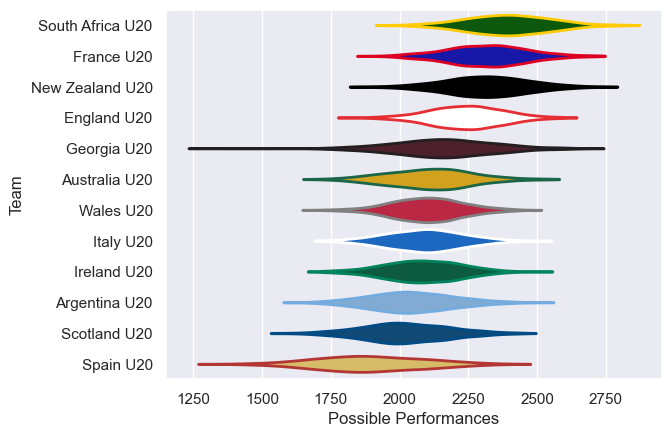 South Africa U20
France U20
New Zealand U20
England U20
Georgia U20
Australia U20
Wales U20
Italy U20
Ireland U20
Argentina U20
Scotland U20
Spain U20
Team
1250 1500 1750 2000 2250 2500 2750
Possible Performances